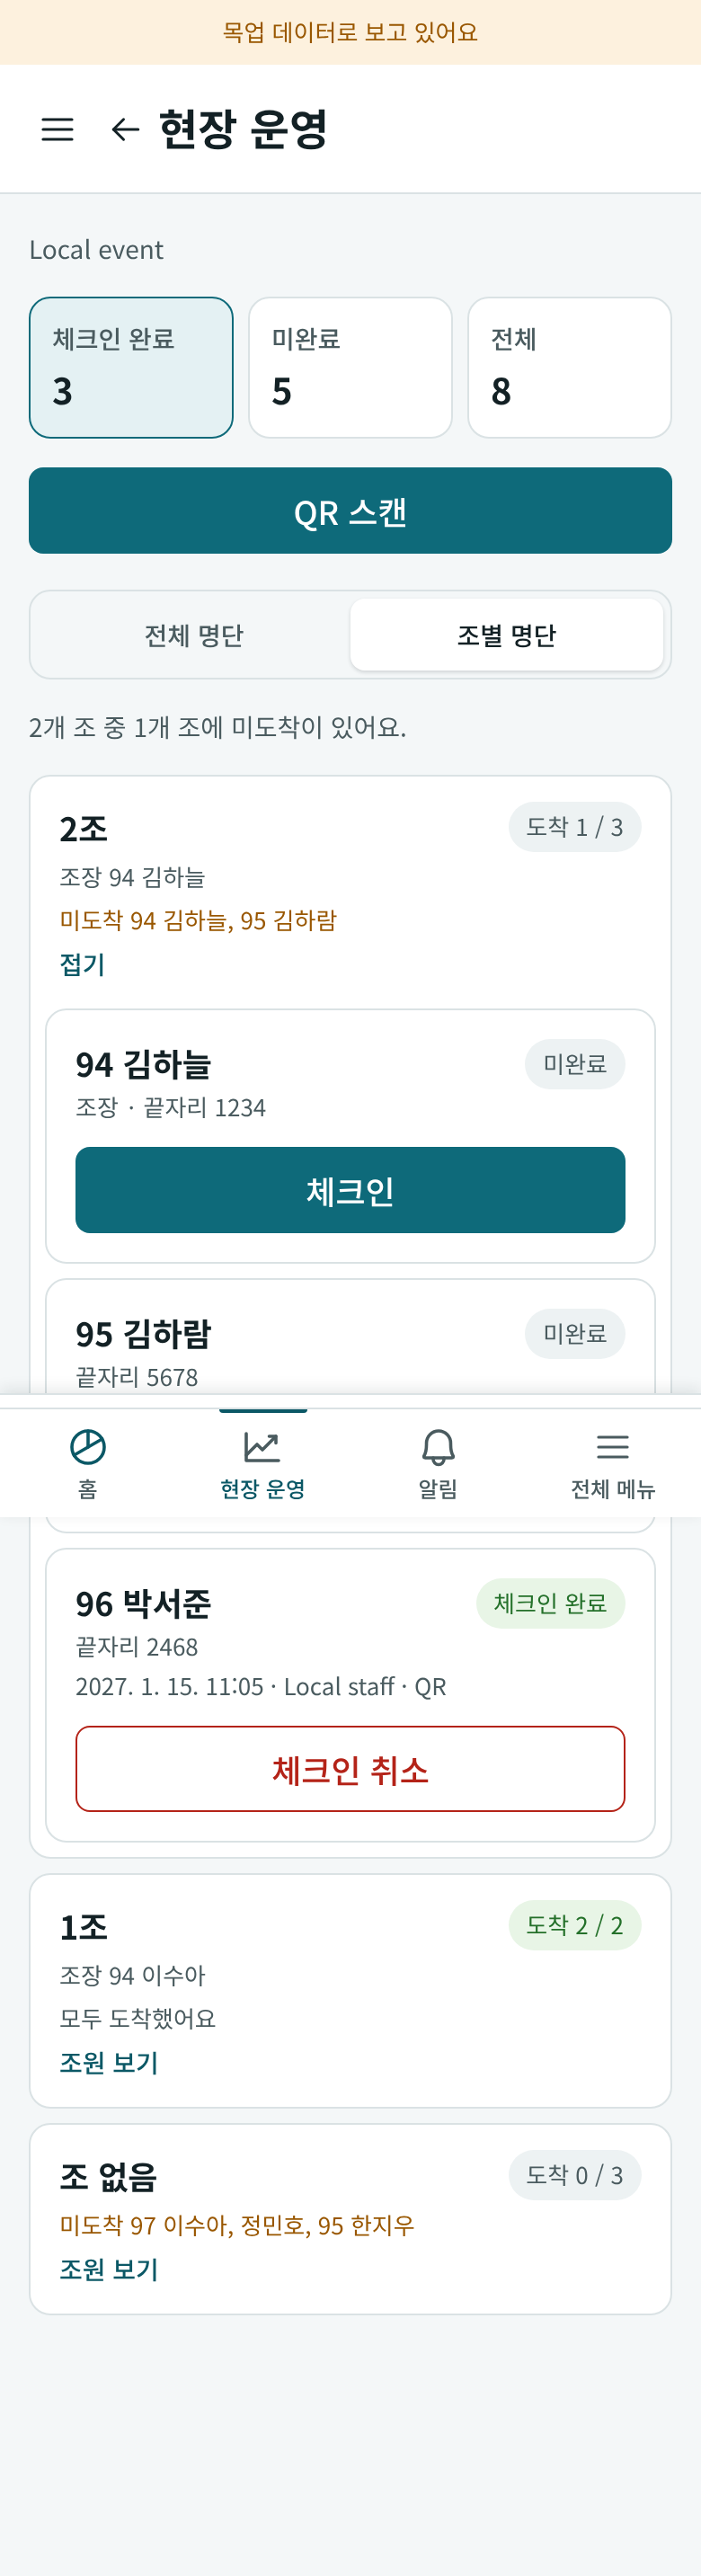 목업 데이터로 보고 있어요
현장 운영
Local event
체크인 완료
3
미완료
5
전체
8
QR 스캔
전체 명단
조별 명단
2개 조 중 1개 조에 미도착이 있어요.
2조
도착 1 / 3
조장 94 김하늘
미도착 94 김하늘, 95 김하람
접기
94 김하늘
미완료
조장 · 끝자리 1234
체크인
95 김하람
미완료
끝자리 5678
홈
현장 운영
알림
전체 메뉴
96 박서준
체크인 완료
끝자리 2468
2027. 1. 15. 11:05 · Local staff · QR
체크인 취소
1조
도착 2 / 2
조장 94 이수아
모두 도착했어요
조원 보기
조 없음
도착 0 / 3
미도착 97 이수아, 정민호, 95 한지우
조원 보기